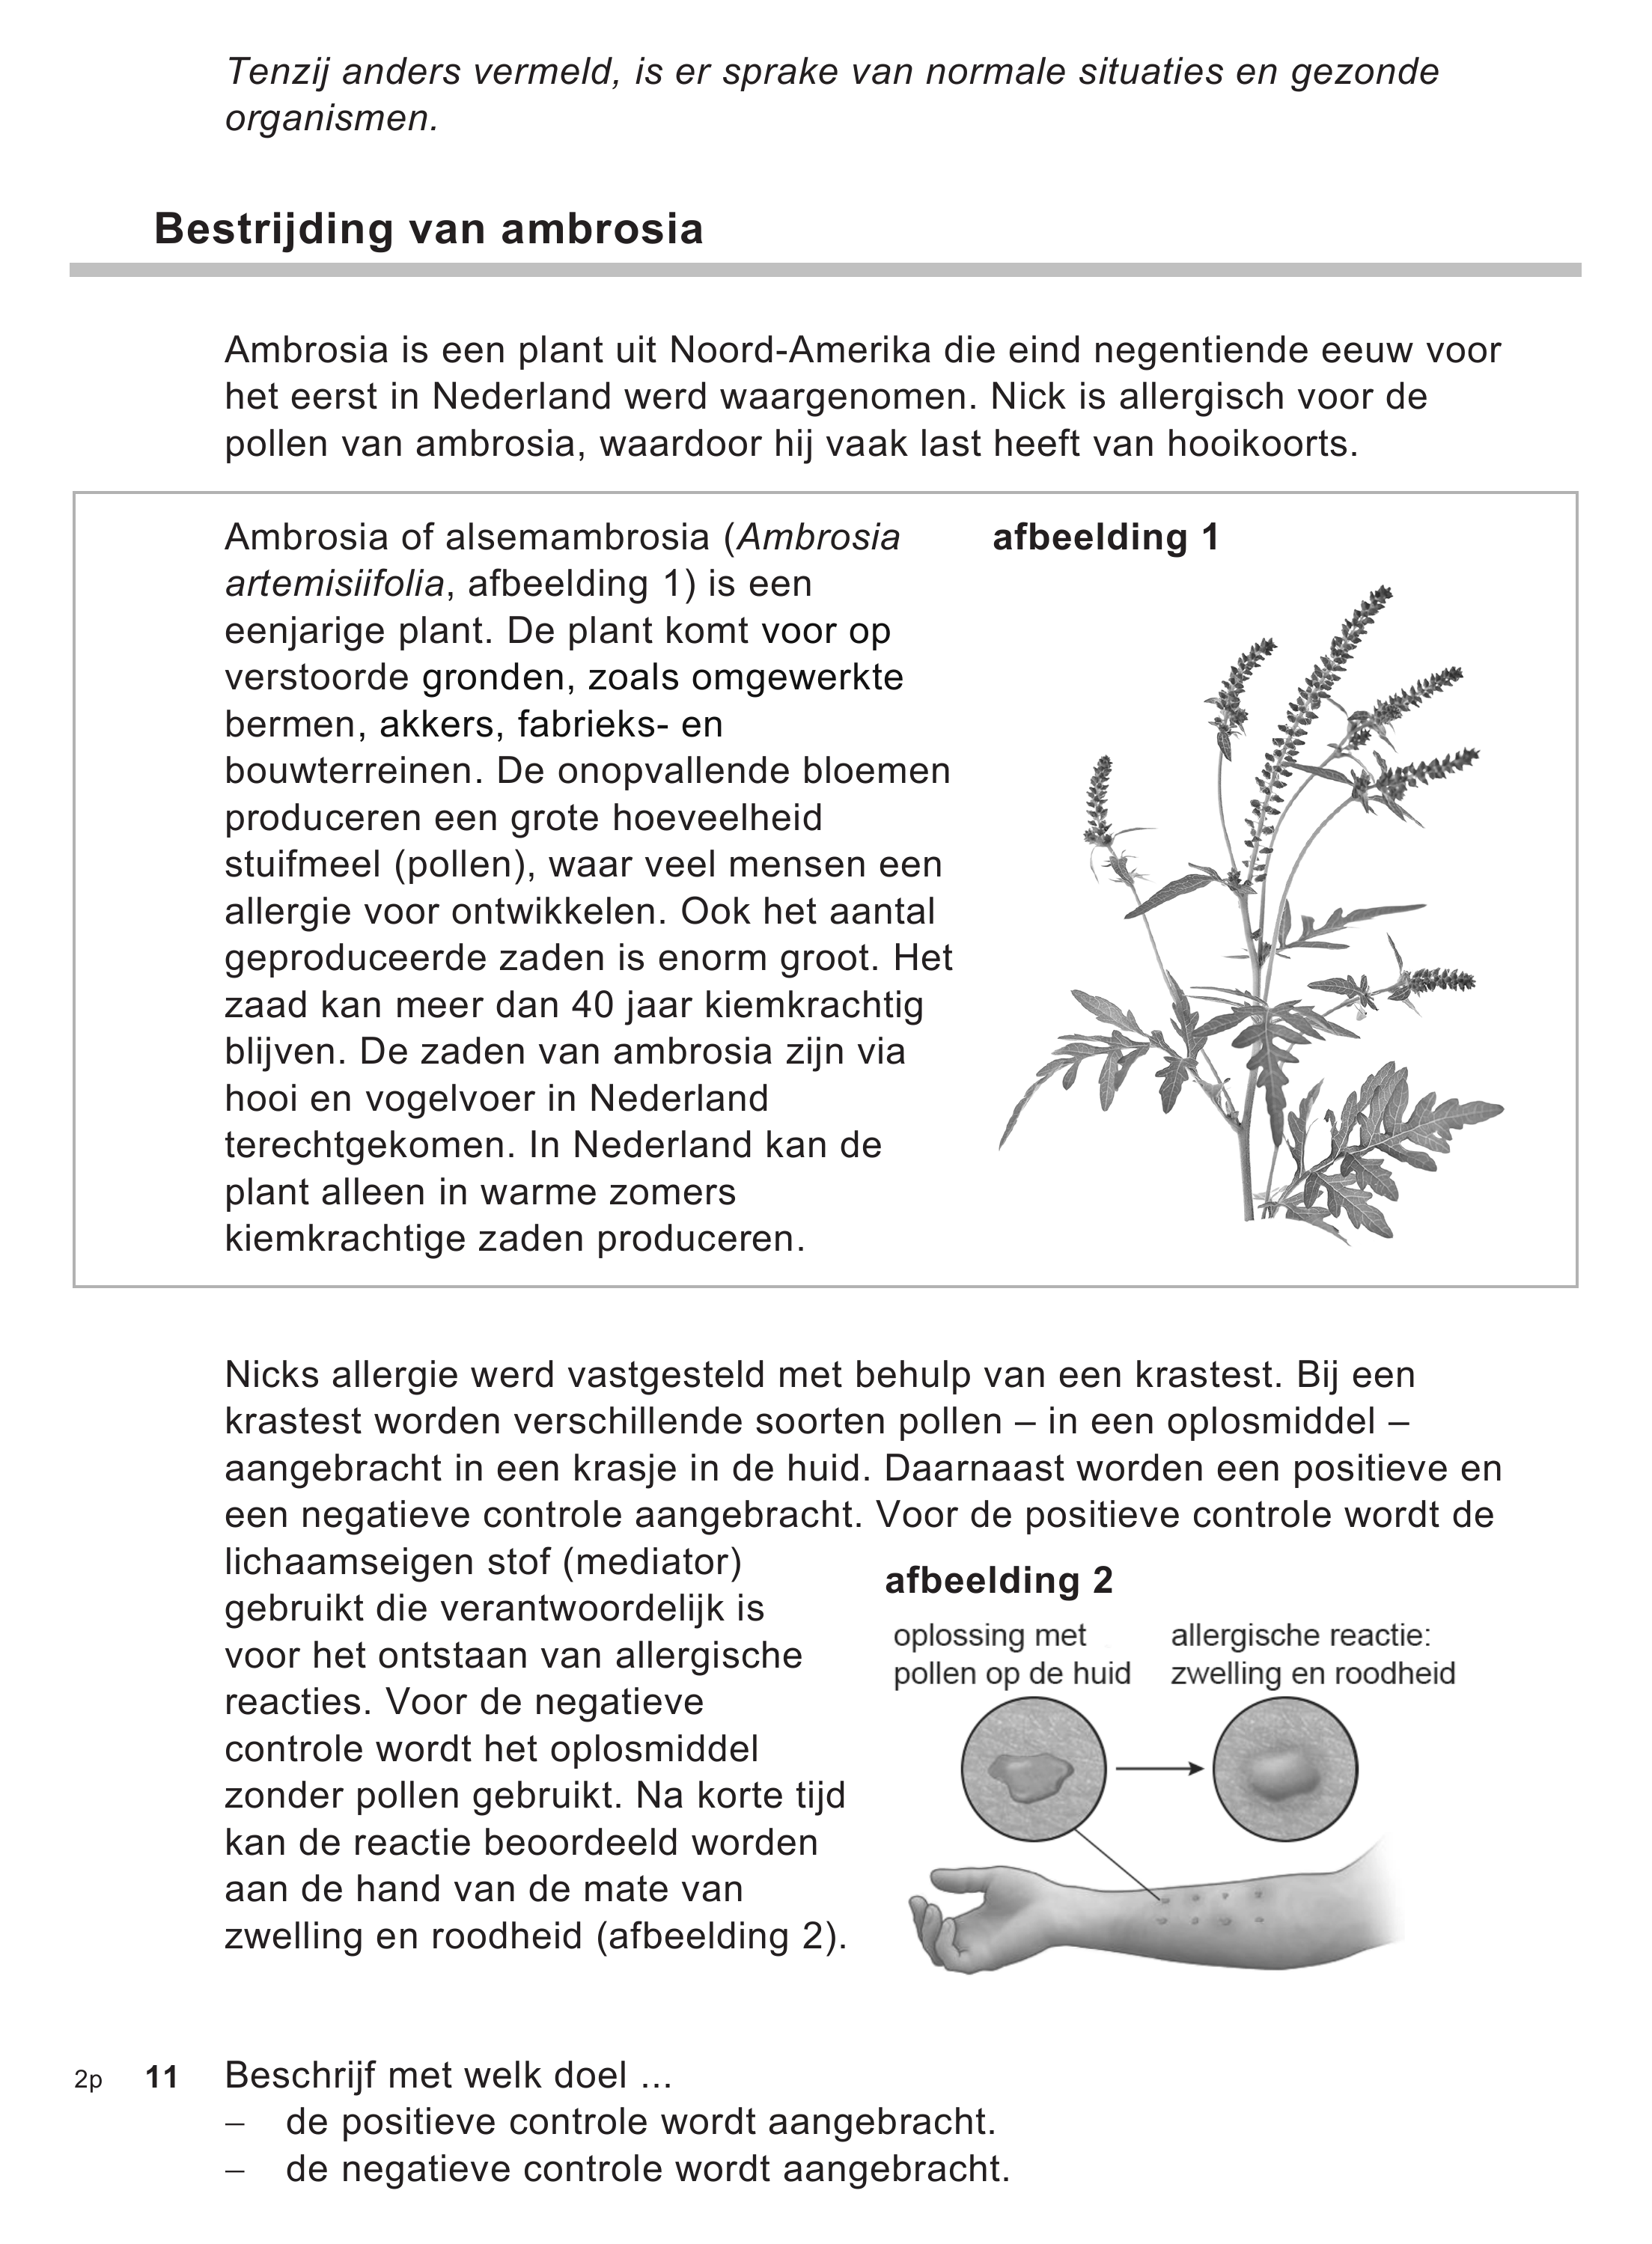 Tenzij anders vermeld, is er sprake van normale situaties en gezonde
organismen.
Bestrijding van ambrosia
Ambrosia is een plant uit Noord-Amerika die eind negentiende eeuw voor
het eerst in Nederland werd waargenomen. Nick is allergisch voor de
pollen van ambrosia, waardoor hij vaak last heeft van hooikoorts.
Ambrosia of alsemambrosia (Ambrosia
artemisiifolia, afbeelding 1) is een
eenjarige plant. De plant komt voor op
verstoorde gronden, zoals omgewerkte
bermen, akkers, fabrieks- en
bouwterreinen. De onopvallende bloemen
produceren een grote hoeveelheid
stuifmeel (pollen), waar veel mensen een
allergie voor ontwikkelen. Ook het aantal
geproduceerde zaden is enorm groot. Het
zaad kan meer dan 40 jaar kiemkrachtig
blijven. De zaden van ambrosia zijn via
hooi en vogelvoer in Nederland
terechtgekomen. In Nederland kan de
plant alleen in warme zomers
kiemkrachtige zaden produceren.
afbeelding 1
Nicks allergie werd vastgesteld met behulp van een krastest. Bij een
krastest worden verschillende soorten pollen – in een oplosmiddel –
aangebracht in een krasje in de huid. Daarnaast worden een positieve en
een negatieve controle aangebracht. Voor de positieve controle wordt de
lichaamseigen stof (mediator)
gebruikt die verantwoordelijk is
voor het ontstaan van allergische
reacties. Voor de negatieve
controle wordt het oplosmiddel
zonder pollen gebruikt. Na korte tijd
kan de reactie beoordeeld worden
aan de hand van de mate van
zwelling en roodheid (afbeelding 2).
afbeelding 2
oplossing met
pollen op de huid
allergische reactie:
zwelling en roodheid
2p 11 Beschrijf met welk doel ...
– de positieve controle wordt aangebracht.
– de negatieve controle wordt aangebracht.